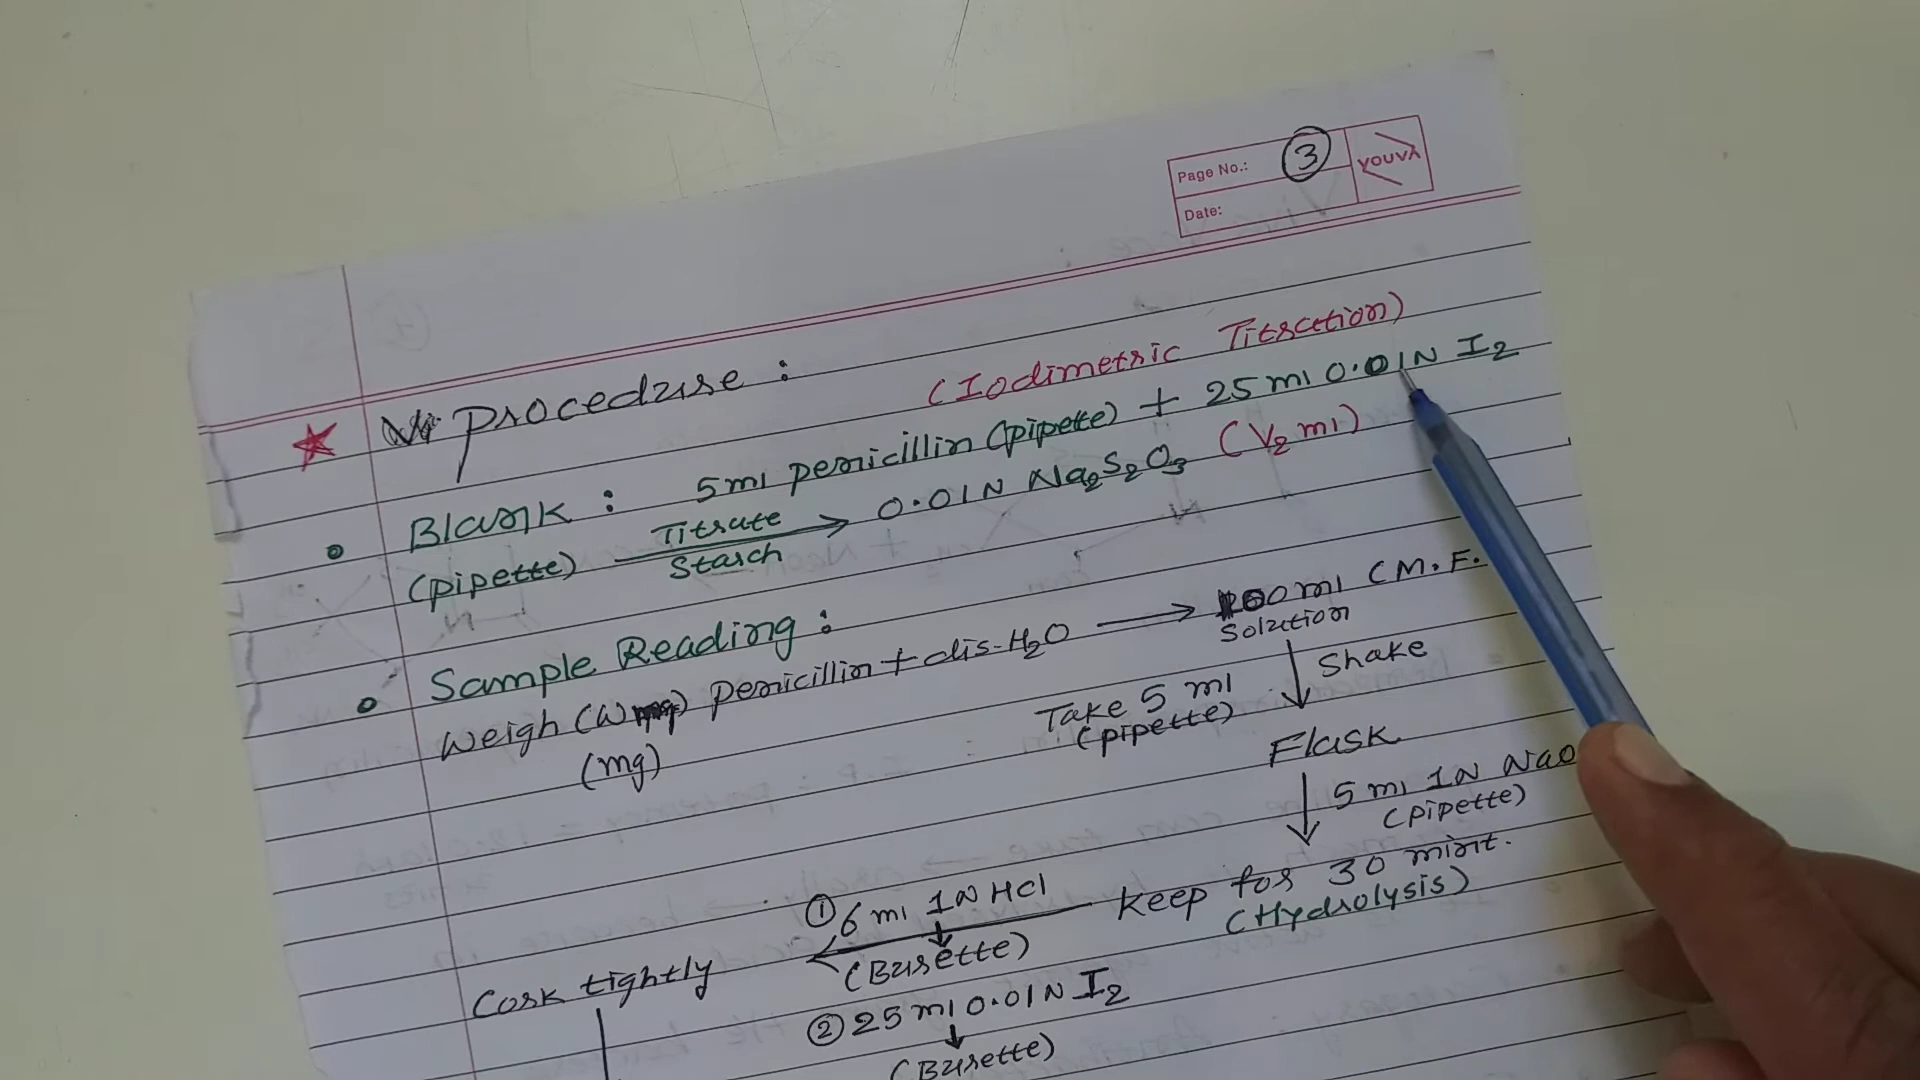 Page No.: 3
YOUVA
Date:
Procedure :
(Iodimetric Titration)
Blank : 5 ml penicillin (pipette) + 25 ml 0.01N I2
(pipette) Titrate 0.01N Na2S2O3 (V2 ml)
Starch
Sample Reading :
Weigh (W) penicillin + dis-H2O → 100 ml (M.F.
(mg)
Solution
Shake
Take 5 ml
(pipette)
Flask
5 ml 1N NaO
(pipette)
Keep for 30 mint.
(Hydrolysis)
① 6 ml 1N HCl
(Burette)
Cork tightly
② 25 ml 0.01N I2
(Burette)